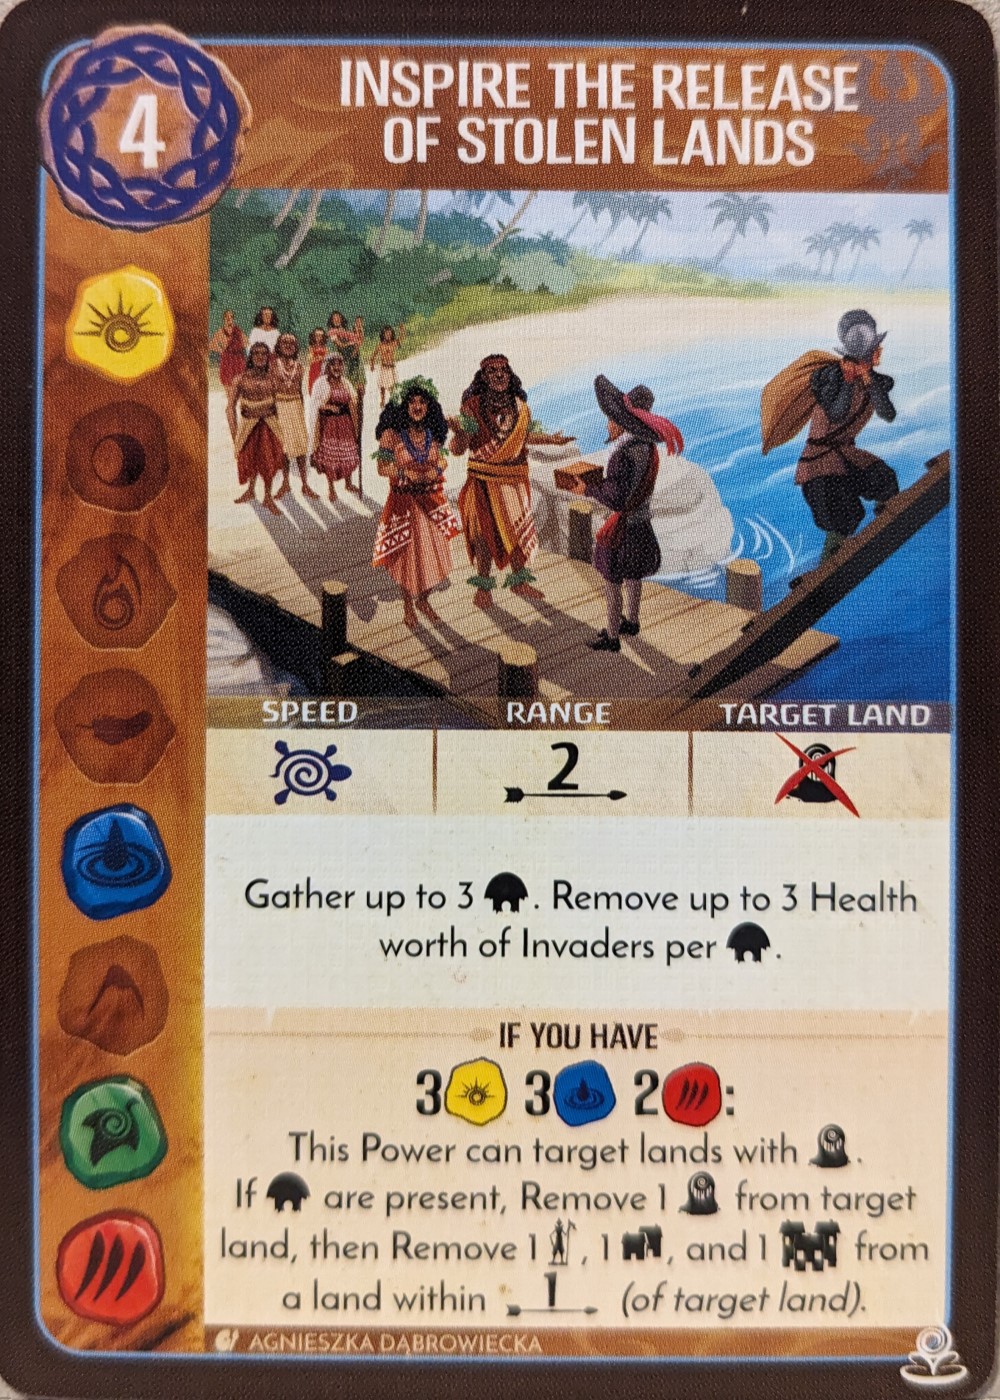 4
INSPIRE THE RELEASE
OF STOLEN LANDS
SPEED RANGE TARGET LAND
2
Gather up to 3 . Remove up to 3 Health
worth of Invaders per .
IF YOU HAVE
3 3 2 :
This Power can target lands with .
If are present, Remove 1 from target
land, then Remove 1 , 1 , and 1 from
a land within 1 (of target land).
AGNIESZKA DĄBROWIECKA